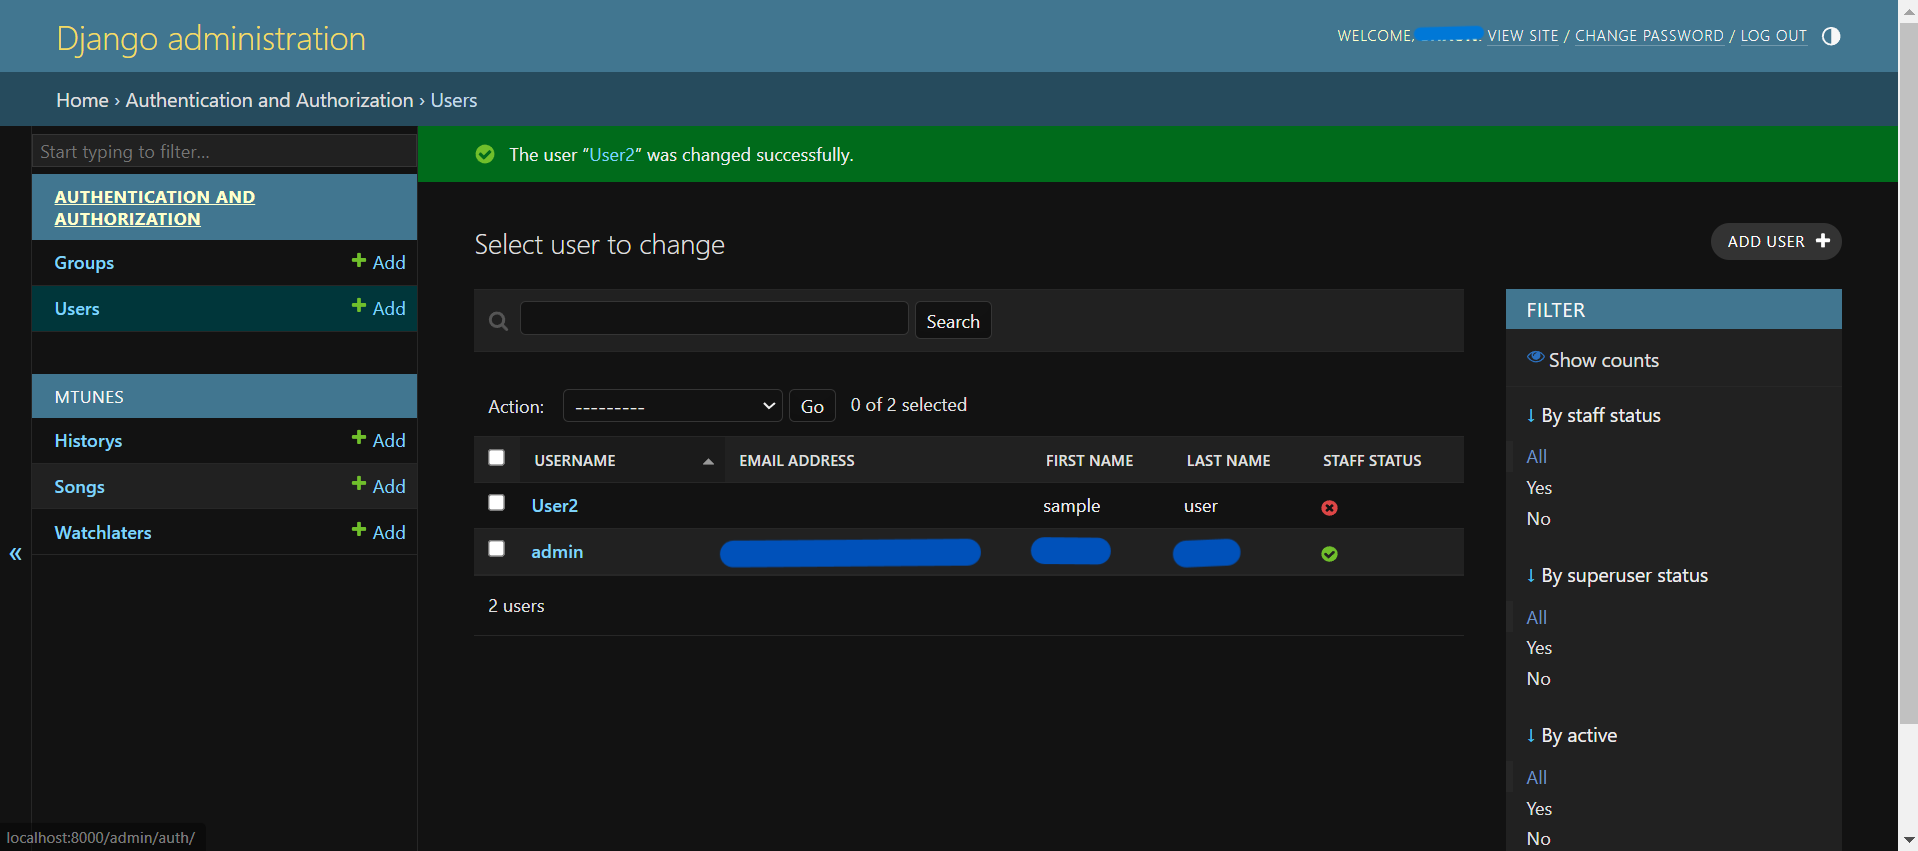 Django administration
WELCOME, VIEW SITE / CHANGE PASSWORD / LOG OUT
Home › Authentication and Authorization › Users
Start typing to filter...
AUTHENTICATION AND
AUTHORIZATION
Groups + Add
Users + Add
MTUNES
Historys + Add
Songs + Add
Watchlaters + Add
«
The user “User2” was changed successfully.
Select user to change
ADD USER +
Search
Action: --------- Go 0 of 2 selected
USERNAME EMAIL ADDRESS FIRST NAME LAST NAME STAFF STATUS
User2 sample user
admin
2 users
FILTER
Show counts
↓ By staff status
All
Yes
No
↓ By superuser status
All
Yes
No
↓ By active
All
Yes
No
localhost:8000/admin/auth/